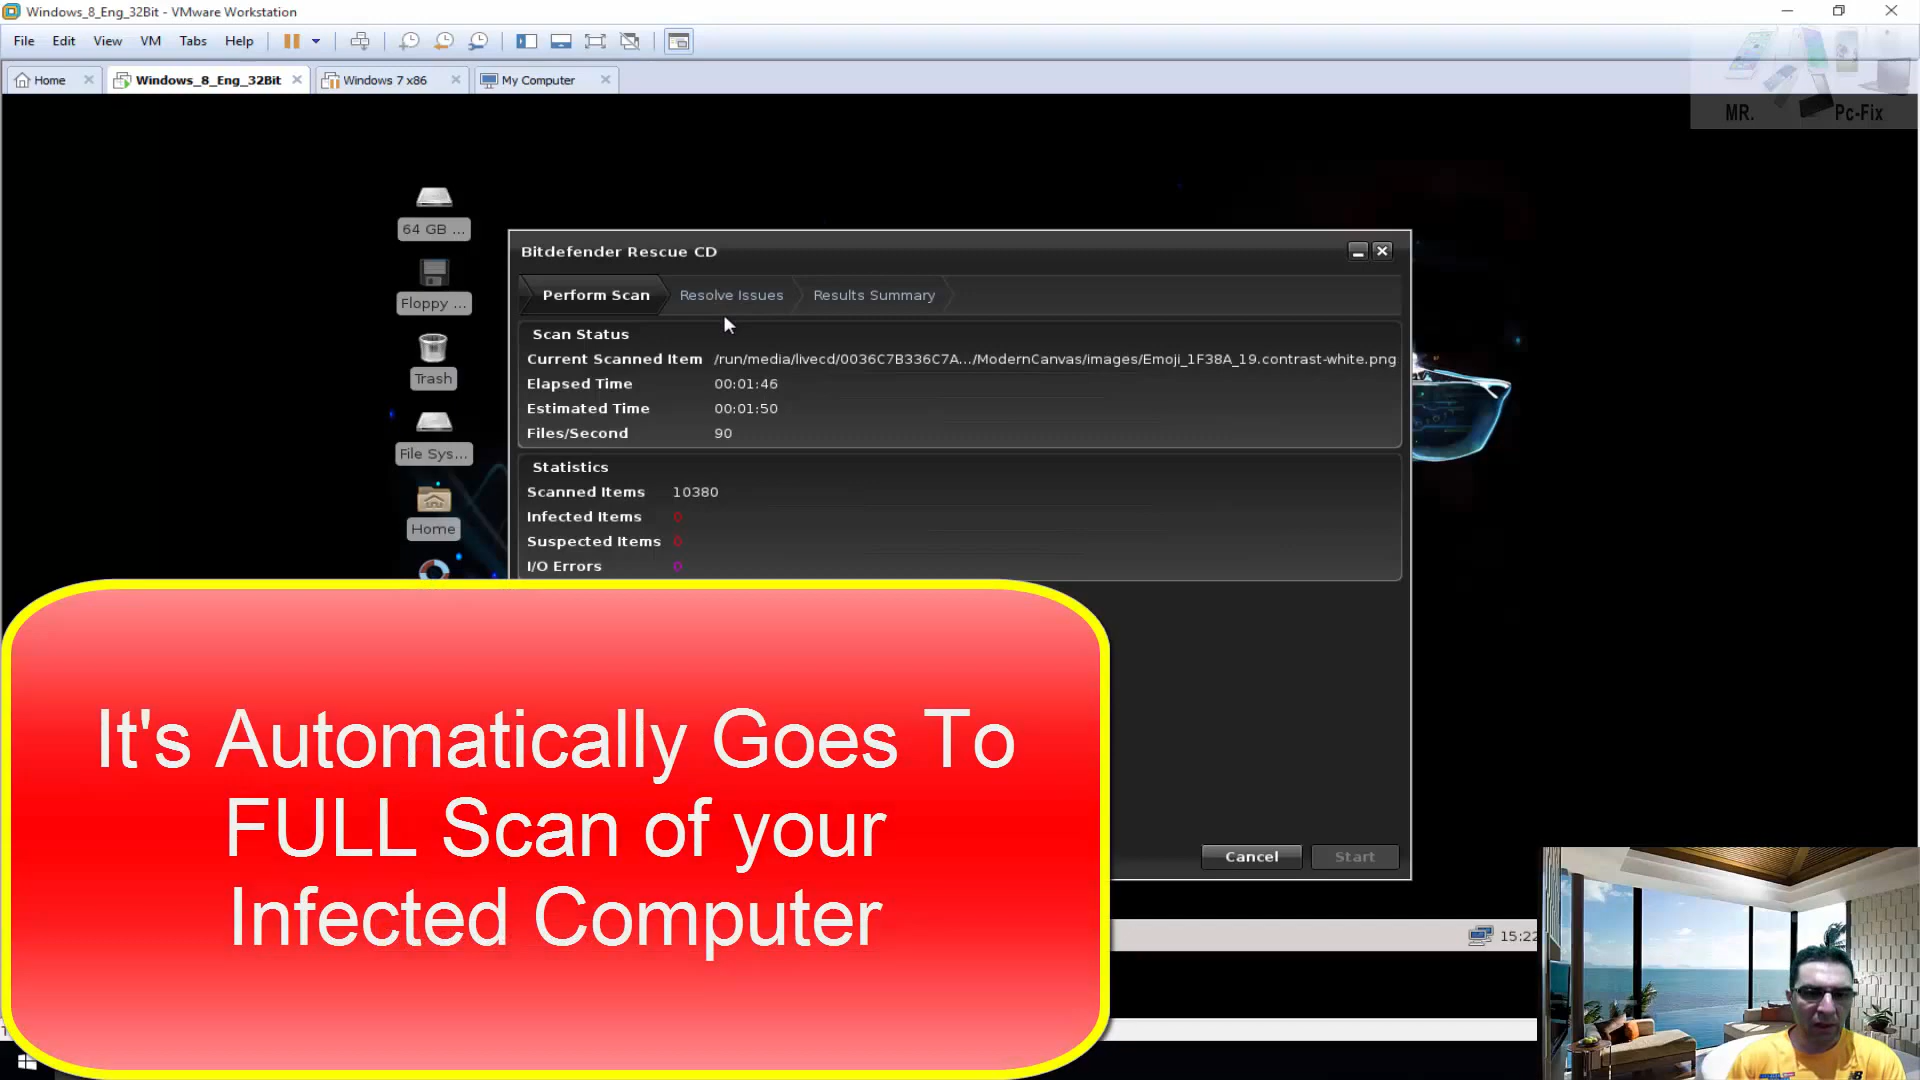 Windows_8_Eng_32Bit - VMware Workstation
File Edit View VM Tabs Help
Home Windows_8_Eng_32Bit Windows 7 x86 My Computer
MR. Pc-Fix
64 GB ...
Floppy ...
Trash
File Sys...
Home
Bitdefender Rescue CD
Perform Scan Resolve Issues Results Summary
Scan Status
Current Scanned Item /run/media/livecd/0036C7B336C7A.../ModernCanvas/images/Emoji_1F38A_19.contrast-white.png
Elapsed Time 00:01:46
Estimated Time 00:01:50
Files/Second 90
Statistics
Scanned Items 10380
Infected Items 0
Suspected Items 0
I/O Errors 0
It's Automatically Goes To
FULL Scan of your
Infected Computer
Cancel Start
15:22